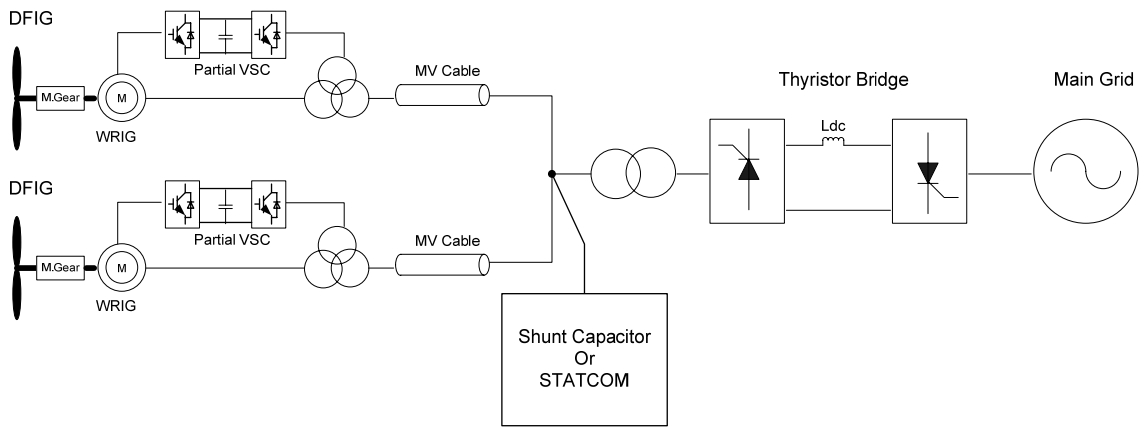 DFIG
Partial VSC
M.Gear
M
WRIG
MV Cable
Thyristor Bridge
Main Grid
Ldc
DFIG
Partial VSC
M.Gear
M
WRIG
MV Cable
Shunt Capacitor
Or
STATCOM